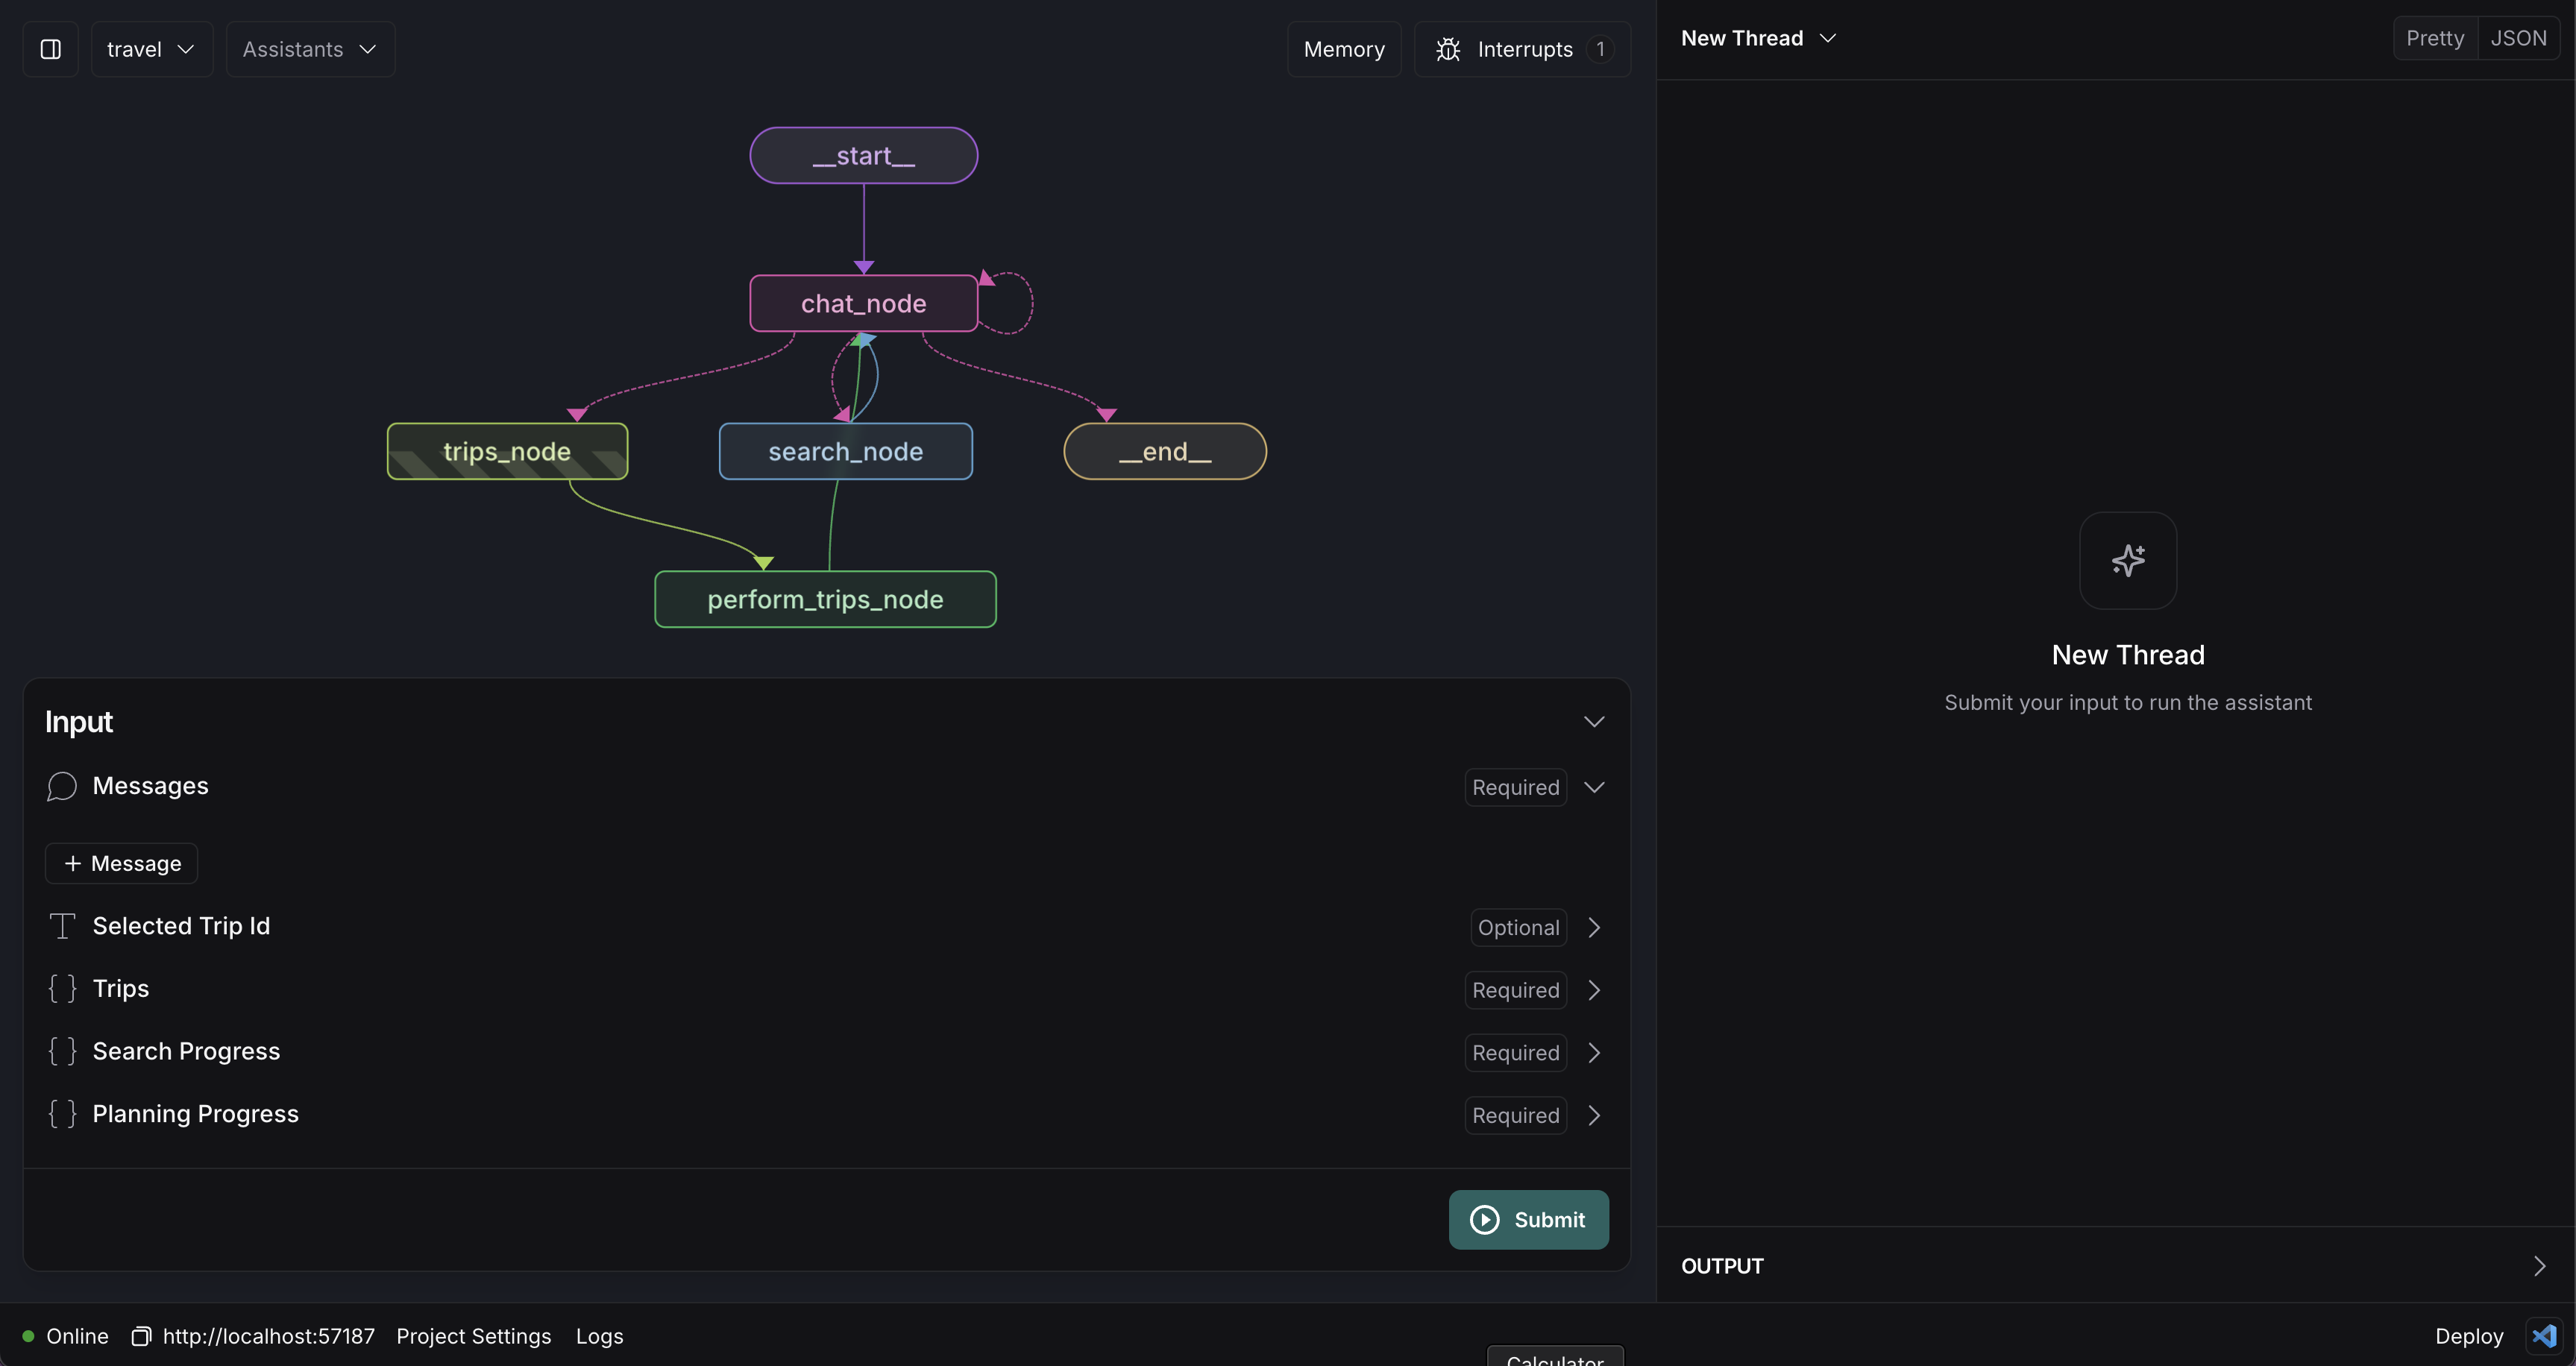 travel
Assistants
Memory
Interrupts 1
New Thread
Pretty
JSON
__start__
chat_node
trips_node
search_node
__end__
perform_trips_node
New Thread
Submit your input to run the assistant
Input
Messages
Required
+ Message
Selected Trip Id
Optional
{ } Trips
Required
{ } Search Progress
Required
{ } Planning Progress
Required
Submit
OUTPUT
Online
http://localhost:57187
Project Settings
Logs
Calculator
Deploy